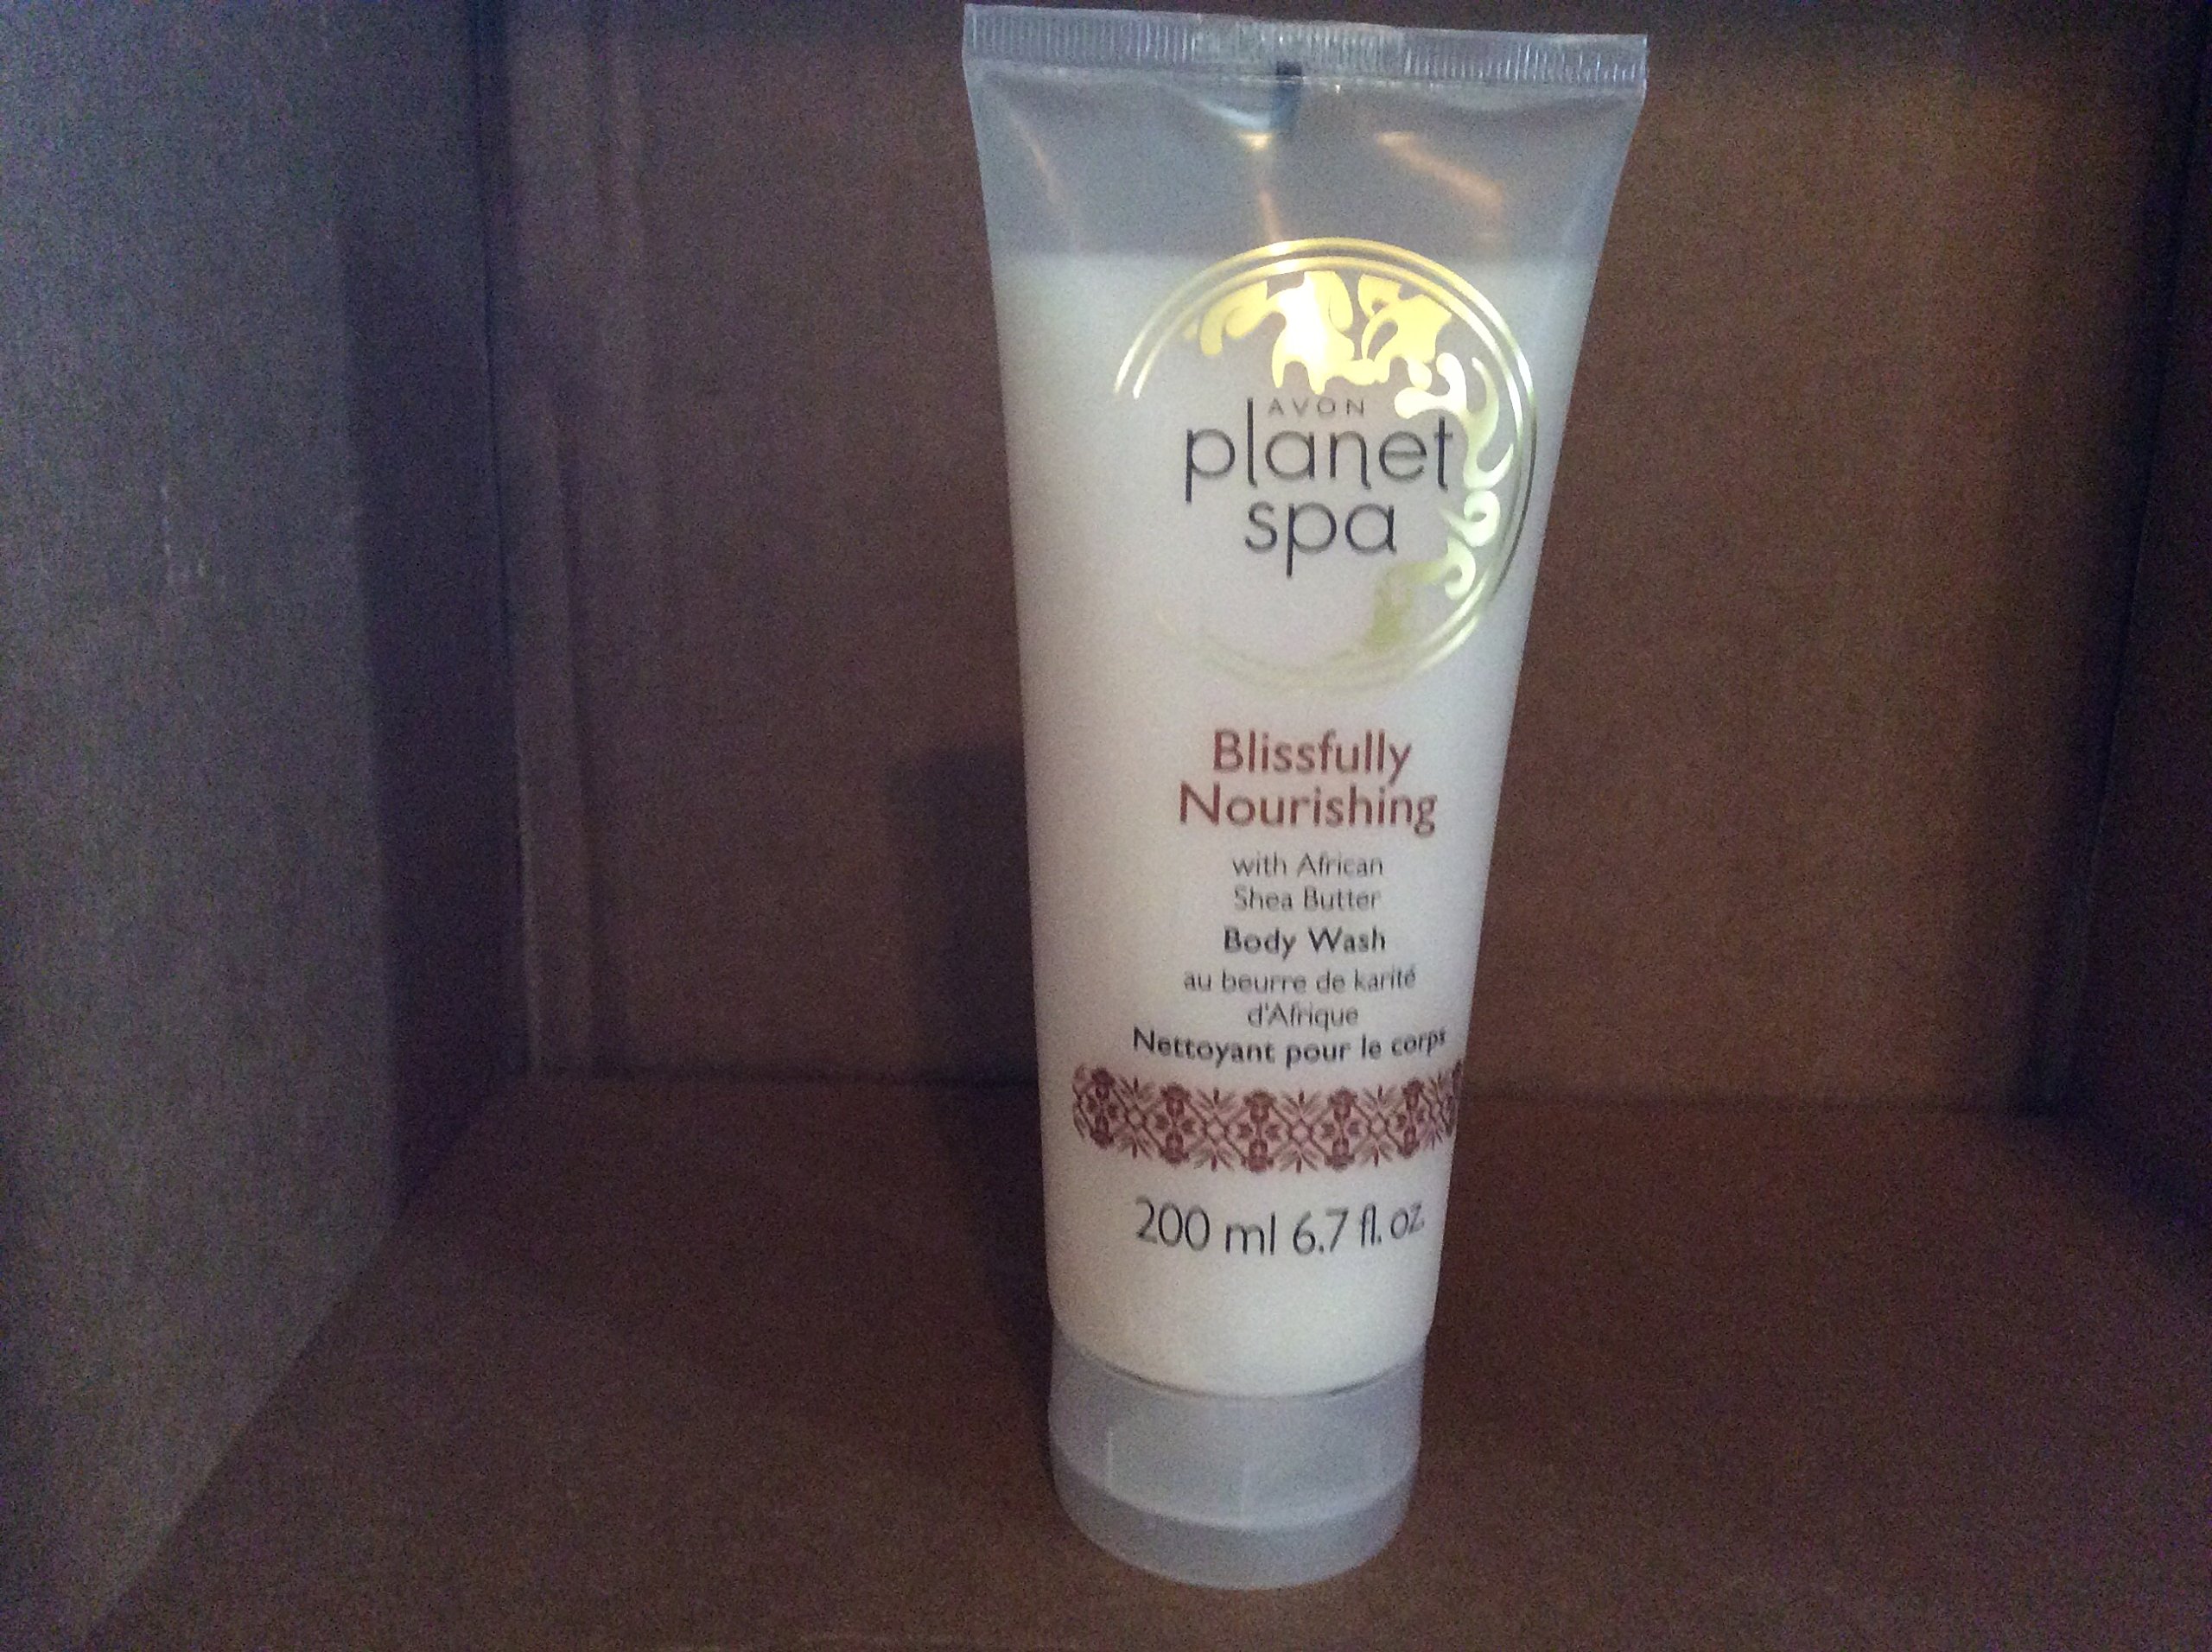 AVON
planet
spa
Blissfully
Nourishing
with African
Shea Butter
Body Wash
au beurre de karité
d'Afrique
Nettoyant pour le corps
200 ml 6.7 fl. oz